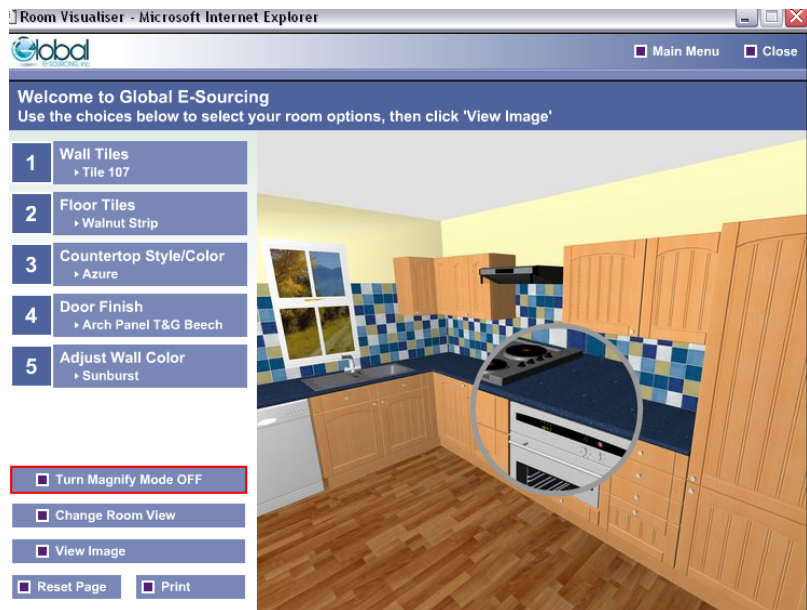 Room Visualiser - Microsoft Internet Explorer
Global
E-SOURCING, INC.
Main Menu
Close
Welcome to Global E-Sourcing
Use the choices below to select your room options, then click 'View Image'
1
Wall Tiles
Tile 107
2
Floor Tiles
Walnut Strip
3
Countertop Style/Color
Azure
4
Door Finish
Arch Panel T&G Beech
5
Adjust Wall Color
Sunburst
Turn Magnify Mode OFF
Change Room View
View Image
Reset Page
Print